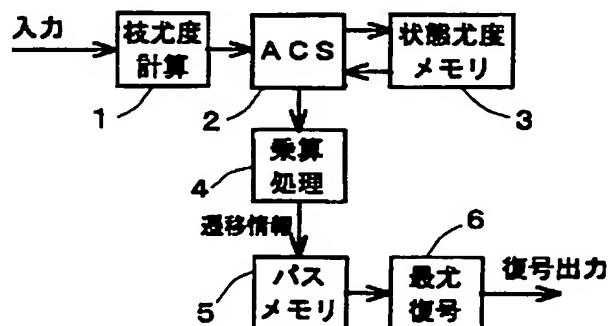 入力
枝尤度
計算
1
ACS
2
状態尤度
メモリ
3
乗算
処理
4
遷移情報
パス
メモリ
5
最尤
復号
6
復号出力